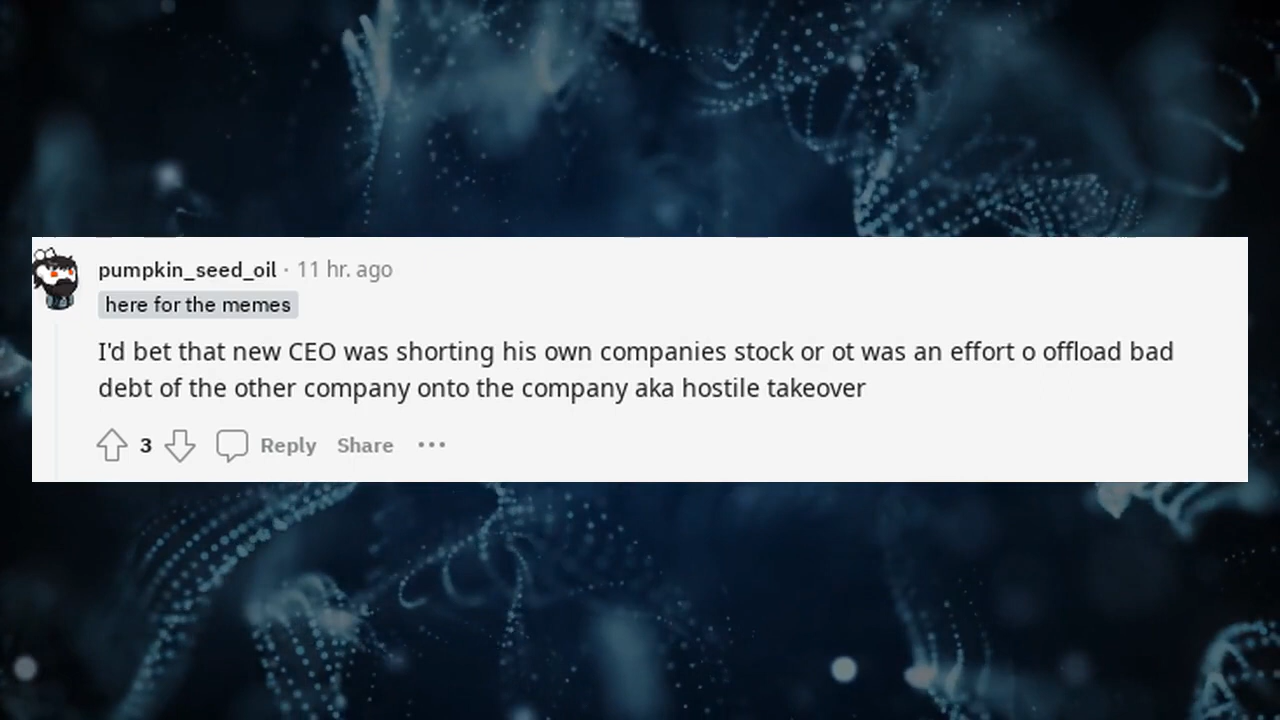 pumpkin_seed_oil · 11 hr. ago
here for the memes
I'd bet that new CEO was shorting his own companies stock or ot was an effort o offload bad
debt of the other company onto the company aka hostile takeover
3 Reply Share •••